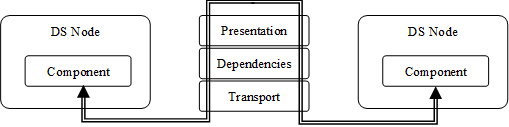 DS Node
Component
Presentation
Dependencies
Transport
DS Node
Component